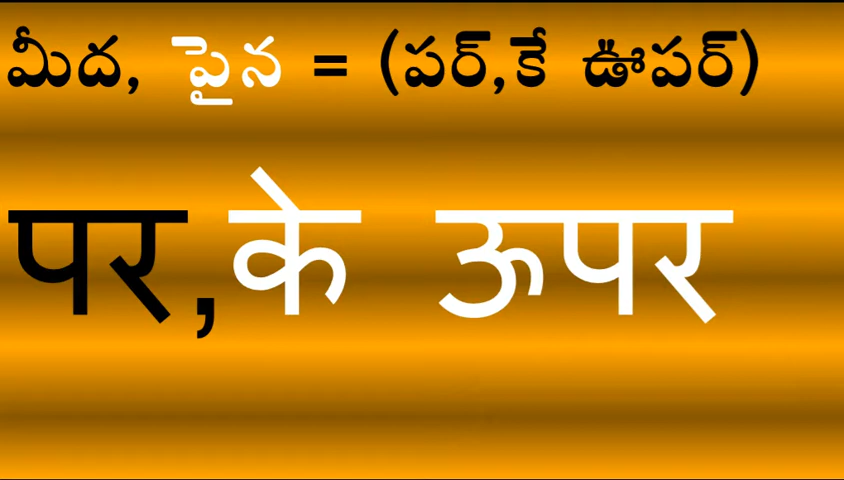 మీద, పైన = (పర్,కే ఊపర్)
पर,के ऊपर